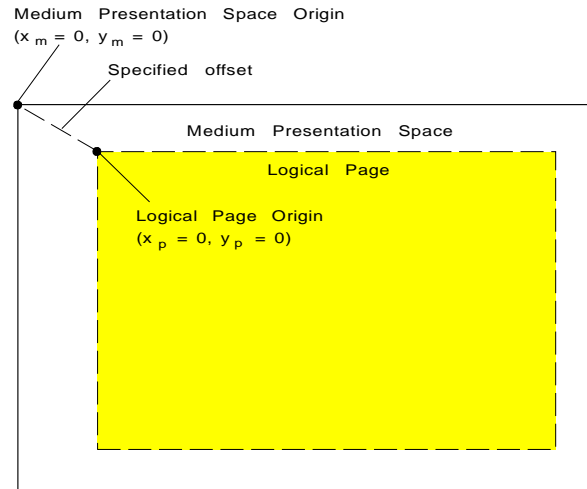 Medium Presentation Space Origin
(x m = 0, y m = 0)
Specified offset
Medium Presentation Space
Logical Page
Logical Page Origin
(x p = 0, y p = 0)